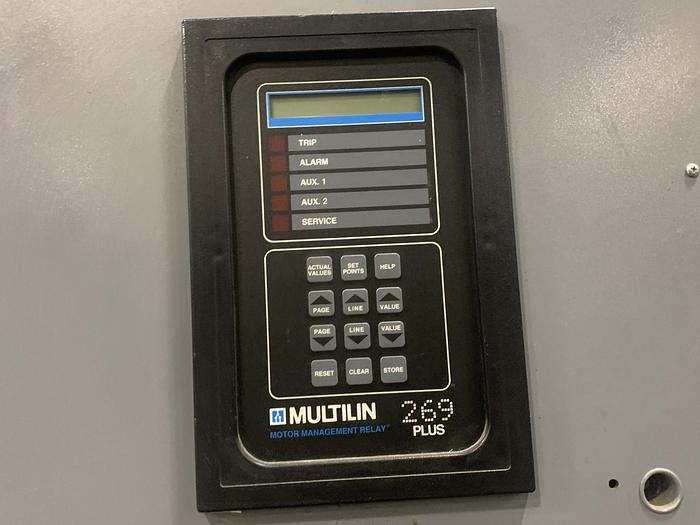 TRIP
ALARM
AUX. 1
AUX. 2
SERVICE
ACTUAL VALUES
SET POINTS
HELP
PAGE
LINE
VALUE
PAGE
LINE
VALUE
RESET
CLEAR
STORE
MULTILIN 269
MOTOR MANAGEMENT RELAY® PLUS